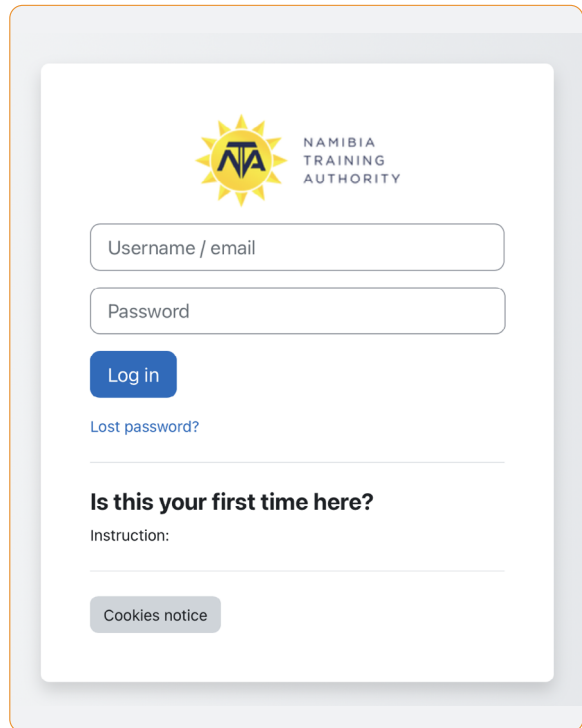 NTA
NAMIBIA
TRAINING
AUTHORITY
Username / email
Password
Log in
Lost password?
Is this your first time here?
Instruction:
Cookies notice